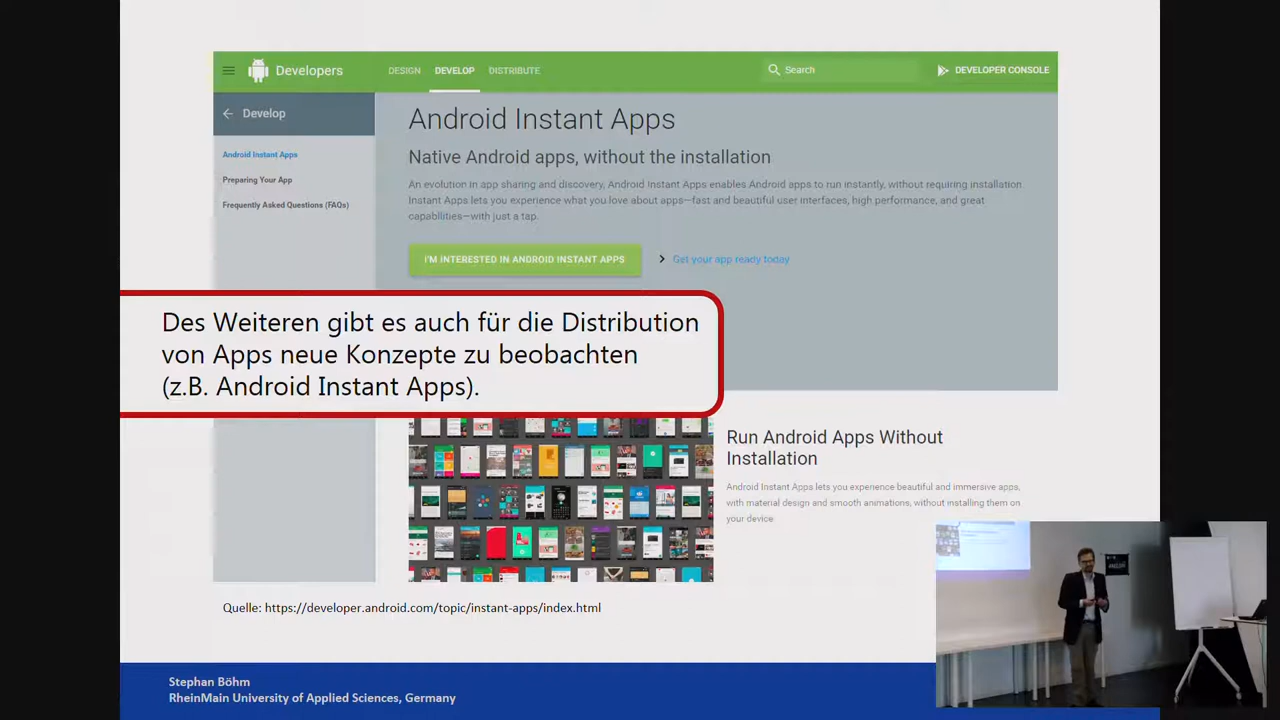 Developers
DESIGN
DEVELOP
DISTRIBUTE
Search
DEVELOPER CONSOLE
Develop
Android Instant Apps
Preparing Your App
Frequently Asked Questions (FAQs)
Android Instant Apps
Native Android apps, without the installation
An evolution in app sharing and discovery, Android Instant Apps enables Android apps to run instantly, without requiring installation.
Instant Apps lets you experience what you love about apps—fast and beautiful user interfaces, high performance, and great
capabilities—with just a tap.
I'M INTERESTED IN ANDROID INSTANT APPS
Get your app ready today
Des Weiteren gibt es auch für die Distribution
von Apps neue Konzepte zu beobachten
(z.B. Android Instant Apps).
Run Android Apps Without
Installation
Android Instant Apps lets you experience beautiful and immersive apps,
with material design and smooth animations, without installing them on
your device
Quelle: https://developer.android.com/topic/instant-apps/index.html
Stephan Böhm
RheinMain University of Applied Sciences, Germany